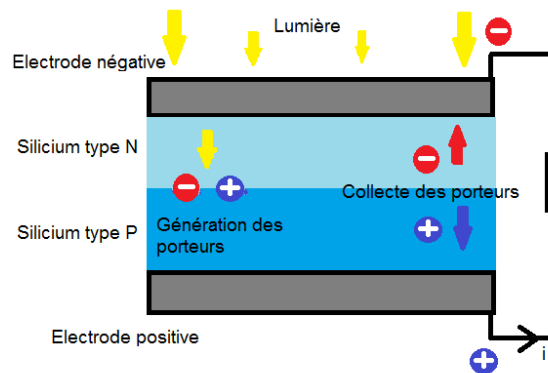 Lumière
Electrode négative
Silicium type N
Collecte des porteurs
Génération des
porteurs
Silicium type P
Electrode positive
i